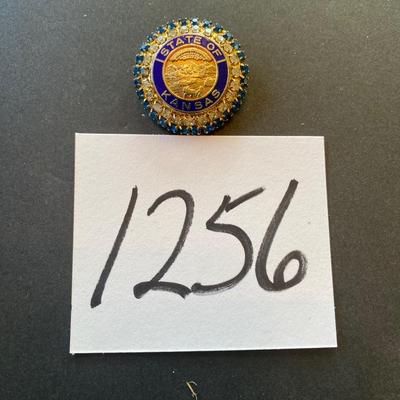 STATE OF
KANSAS
1256